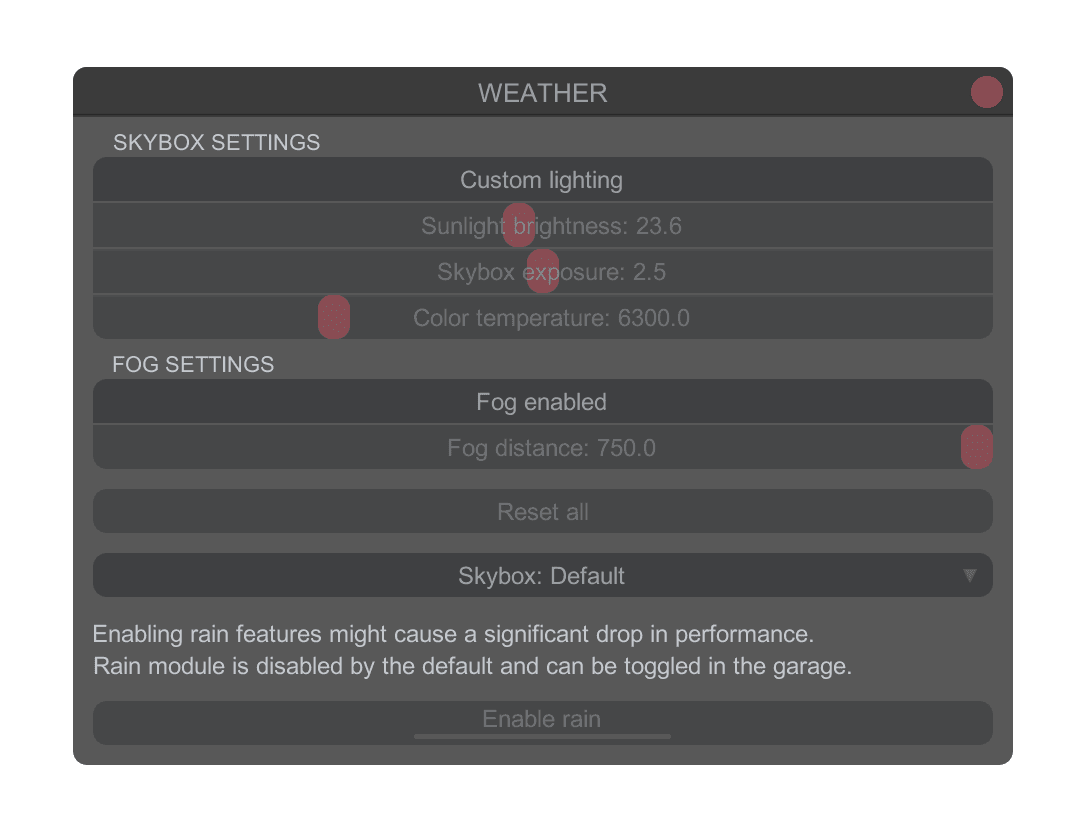 WEATHER
SKYBOX SETTINGS
Custom lighting
Sunlight brightness: 23.6
Skybox exposure: 2.5
Color temperature: 6300.0
FOG SETTINGS
Fog enabled
Fog distance: 750.0
Reset all
Skybox: Default
Enabling rain features might cause a significant drop in performance.
Rain module is disabled by the default and can be toggled in the garage.
Enable rain